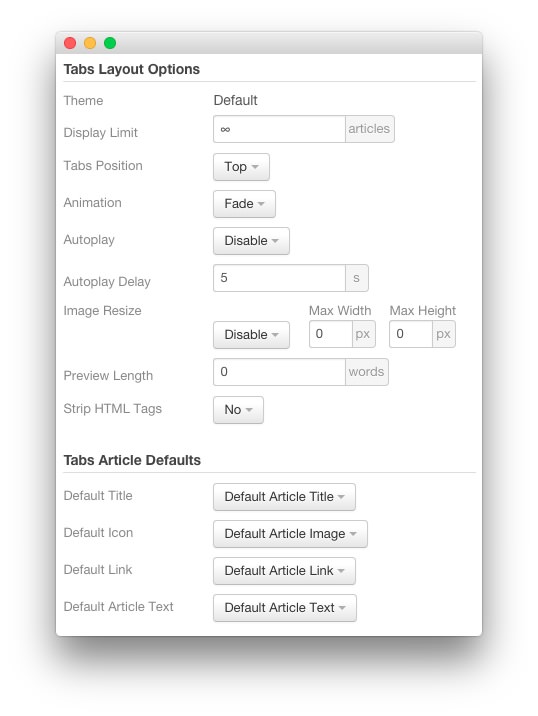 Tabs Layout Options
Theme Default
Display Limit ∞ articles
Tabs Position Top
Animation Fade
Autoplay Disable
Autoplay Delay 5 s
Image Resize Max Width Max Height
Disable 0 px 0 px
Preview Length 0 words
Strip HTML Tags No
Tabs Article Defaults
Default Title Default Article Title
Default Icon Default Article Image
Default Link Default Article Link
Default Article Text Default Article Text